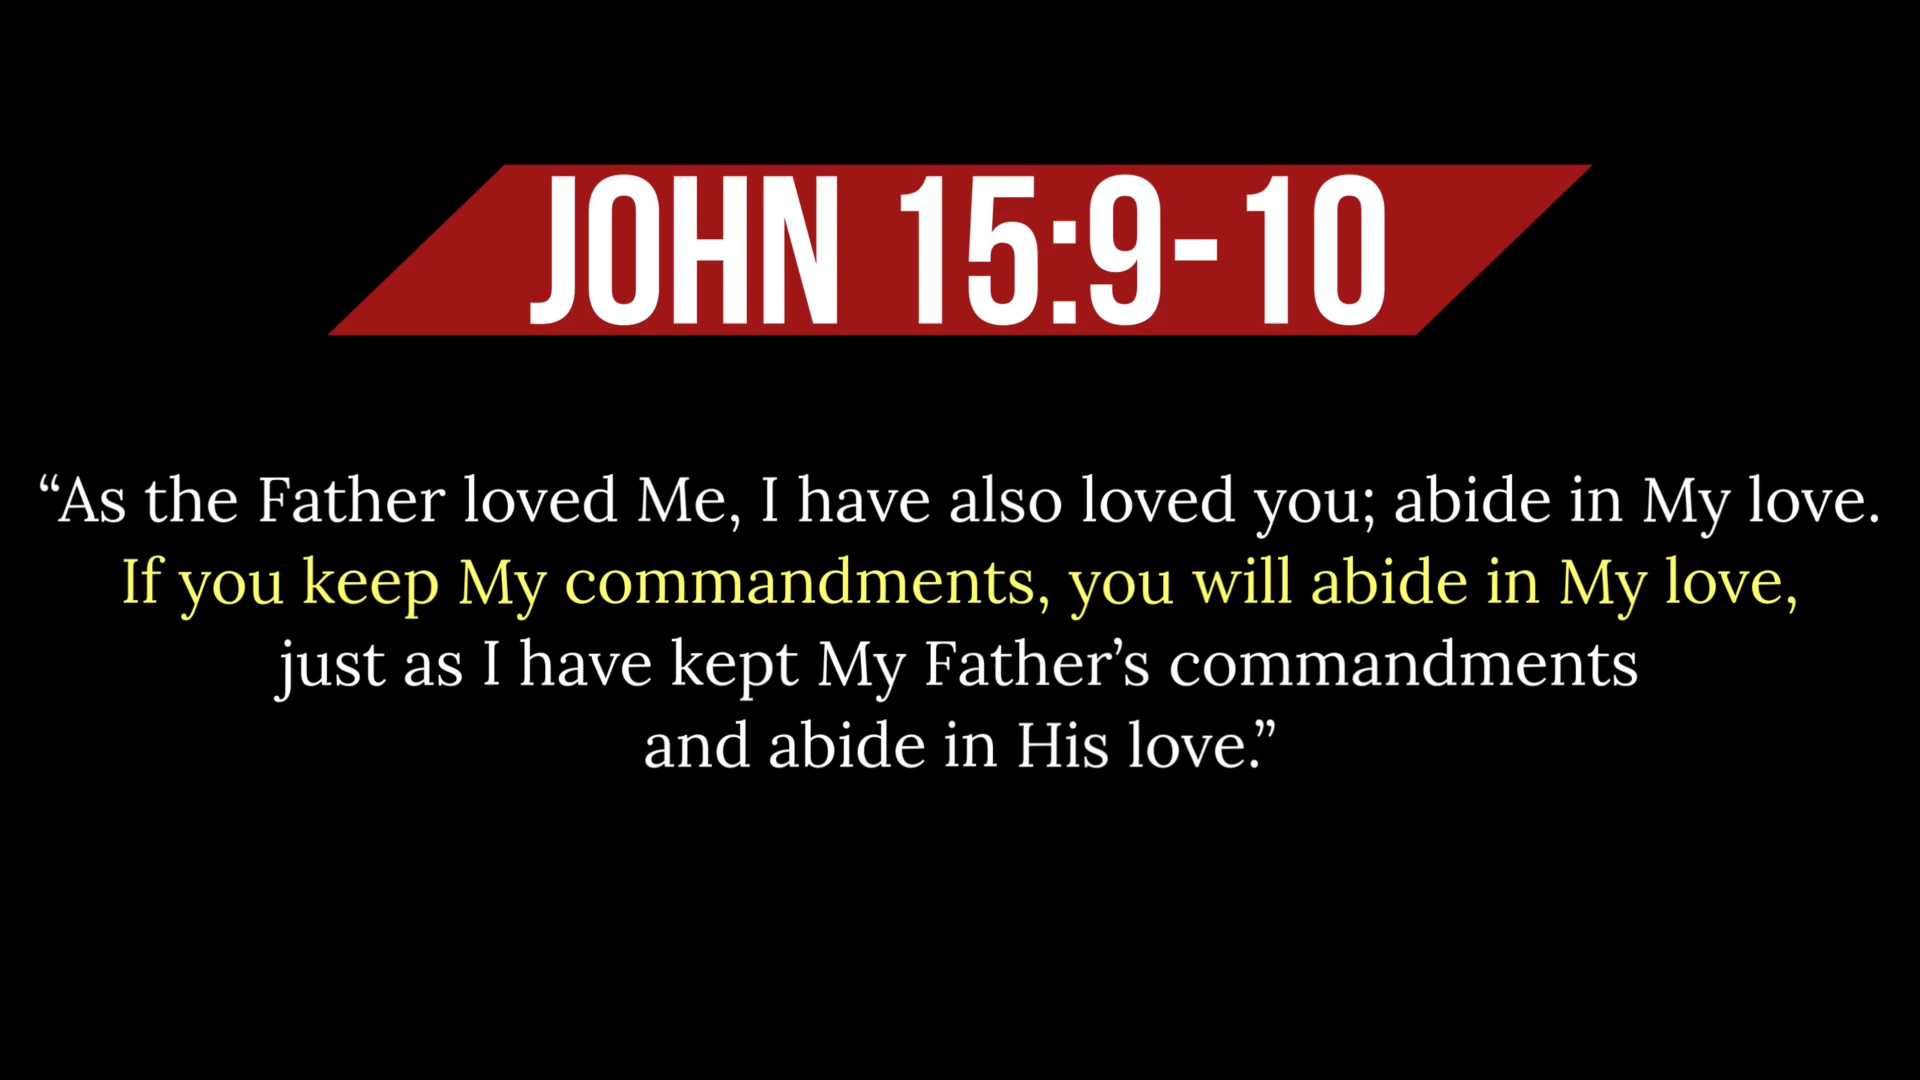 JOHN 15:9-10
“As the Father loved Me, I have also loved you; abide in My love.
If you keep My commandments, you will abide in My love,
just as I have kept My Father’s commandments
and abide in His love.”